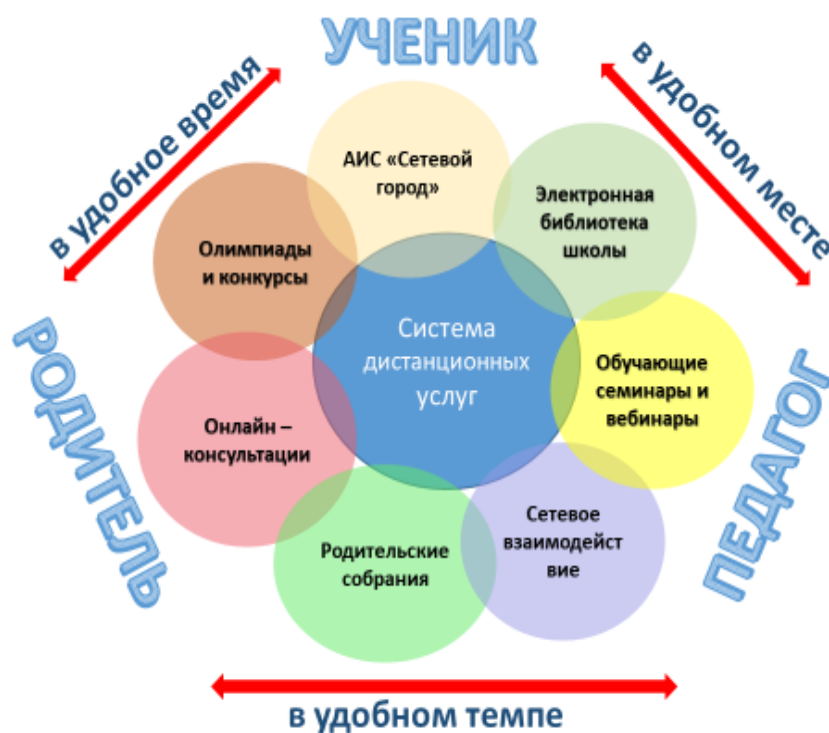 УЧЕНИК
в удобное время
в удобном месте
АИС «Сетевой
город»
Электронная
библиотека
школы
Олимпиады
и конкурсы
Система
дистанционных
услуг
Обучающие
семинары и
вебинары
РОДИТЕЛЬ
ПЕДАГОГ
Онлайн –
консультации
Сетевое
взаимодейст
вие
Родительские
собрания
в удобном темпе